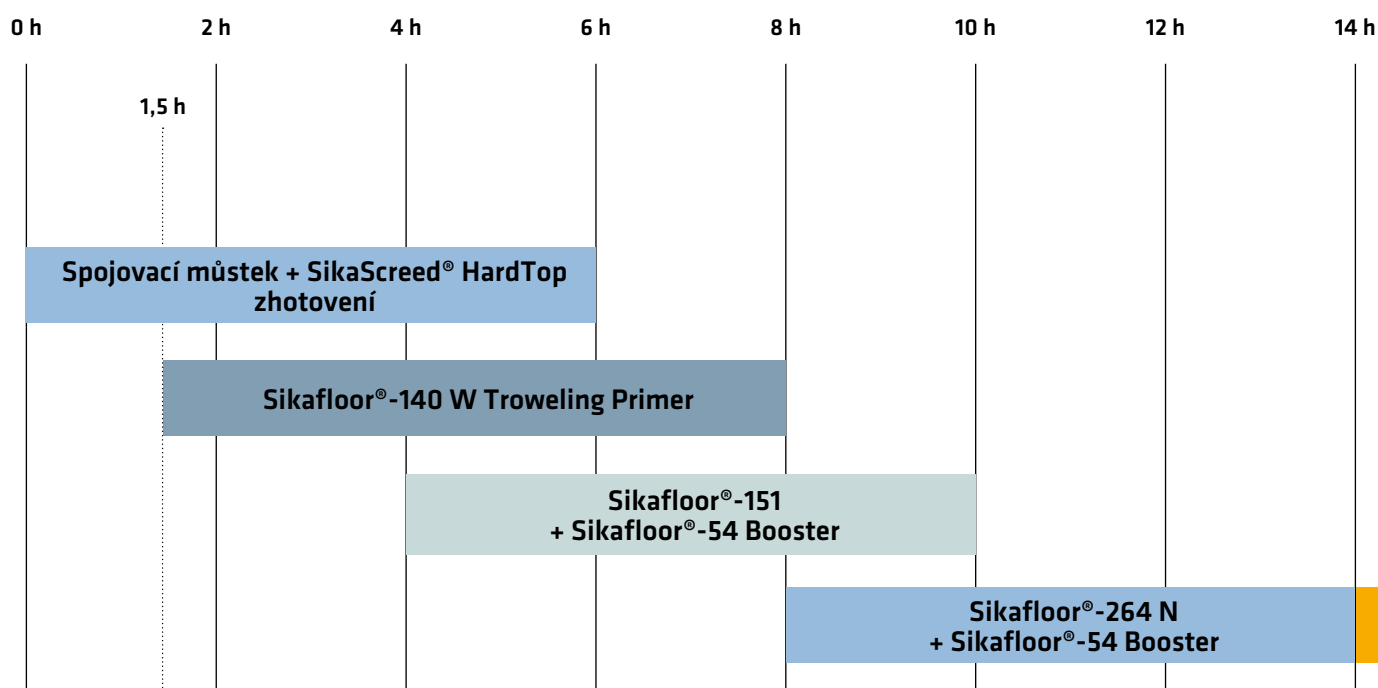 0 h 2 h 4 h 6 h 8 h 10 h 12 h 14 h
1,5 h
Spojovací můstek + SikaScreed® HardTop
zhotovení
Sikafloor®-140 W Troweling Primer
Sikafloor®-151
+ Sikafloor®-54 Booster
Sikafloor®-264 N
+ Sikafloor®-54 Booster